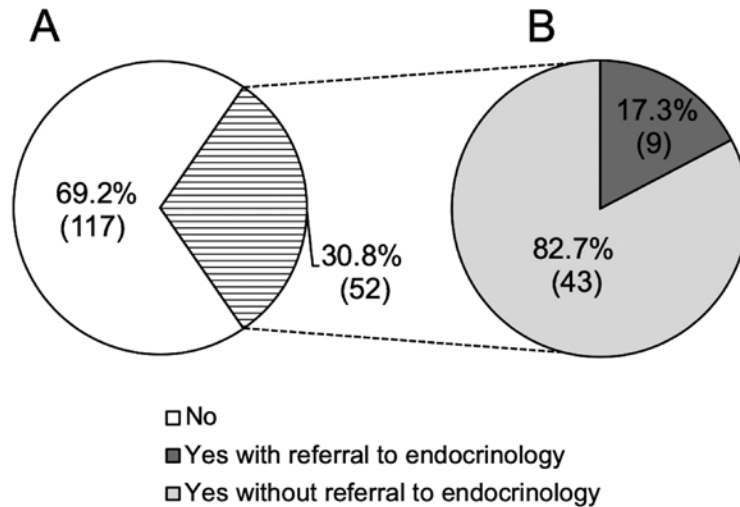 A
B
69.2%
(117)
30.8%
(52)
17.3%
(9)
82.7%
(43)
No
Yes with referral to endocrinology
Yes without referral to endocrinology